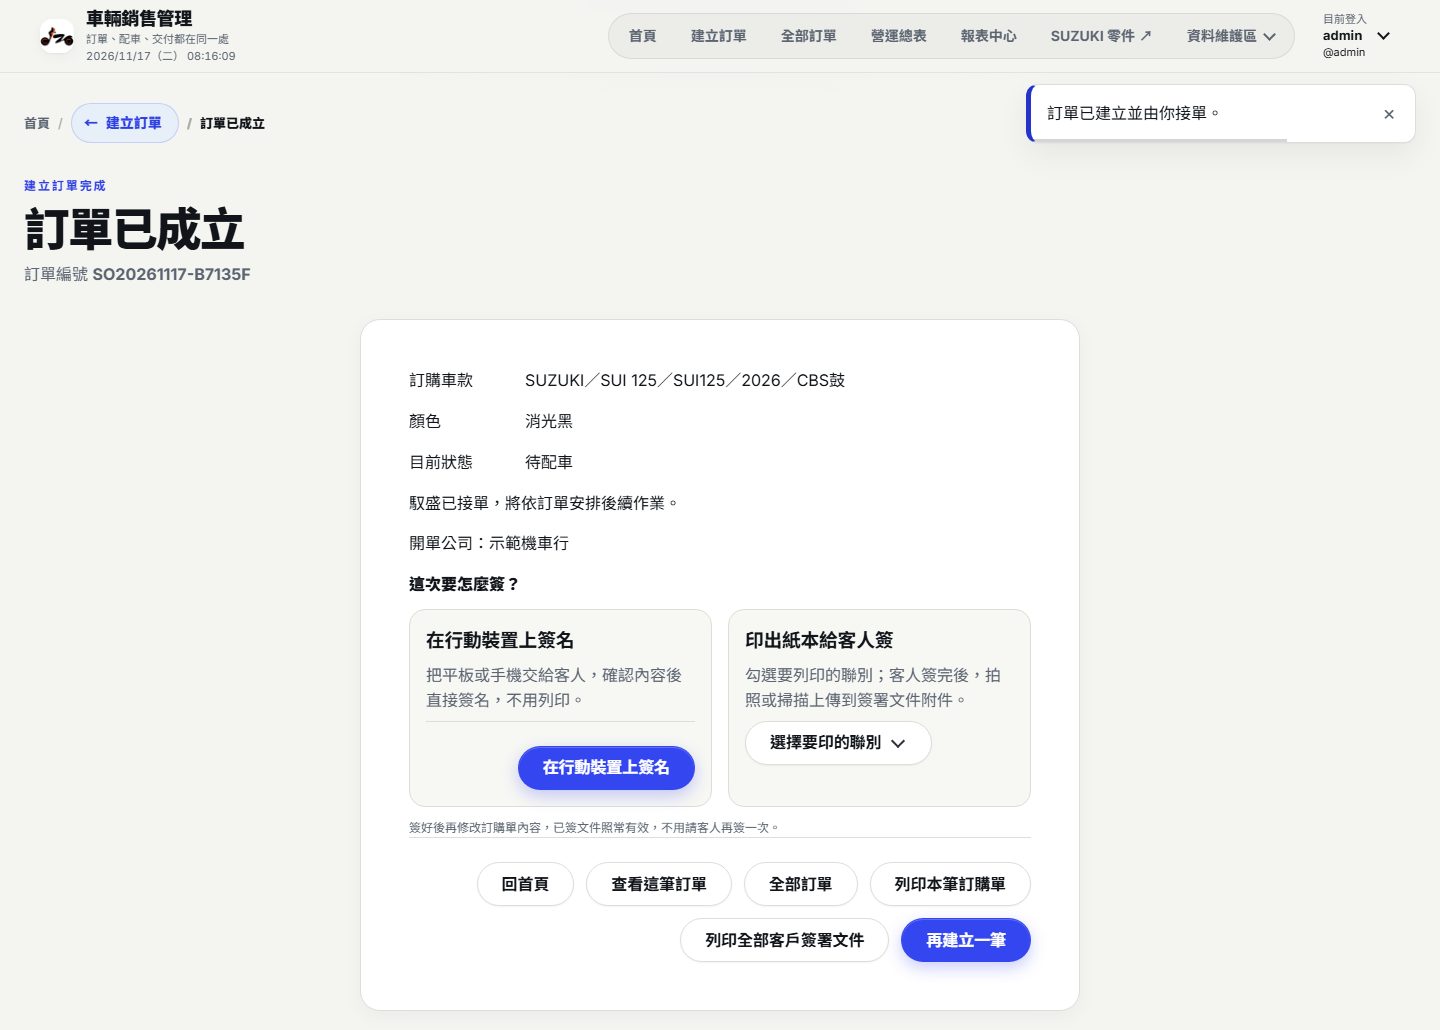 車輛銷售管理
訂單、配車、交付都在同一處
2026/11/17（二） 08:16:09
首頁 建立訂單 全部訂單 營運總表 報表中心 SUZUKI 零件 ↗ 資料維護區
目前登入
admin
@admin
首頁 / ← 建立訂單 / 訂單已成立
訂單已建立並由你接單。 ×
建立訂單完成
訂單已成立
訂單編號 SO20261117-B7135F
訂購車款 SUZUKI／SUI 125／SUI125／2026／CBS鼓
顏色 消光黑
目前狀態 待配車
馭盛已接單，將依訂單安排後續作業。
開單公司：示範機車行
這次要怎麼簽？
在行動裝置上簽名
把平板或手機交給客人，確認內容後
直接簽名，不用列印。
在行動裝置上簽名
印出紙本給客人簽
勾選要列印的聯別；客人簽完後，拍
照或掃描上傳到簽署文件附件。
選擇要印的聯別
簽好後再修改訂購單內容，已簽文件照常有效，不用請客人再簽一次。
回首頁 查看這筆訂單 全部訂單 列印本筆訂購單
列印全部客戶簽署文件 再建立一筆